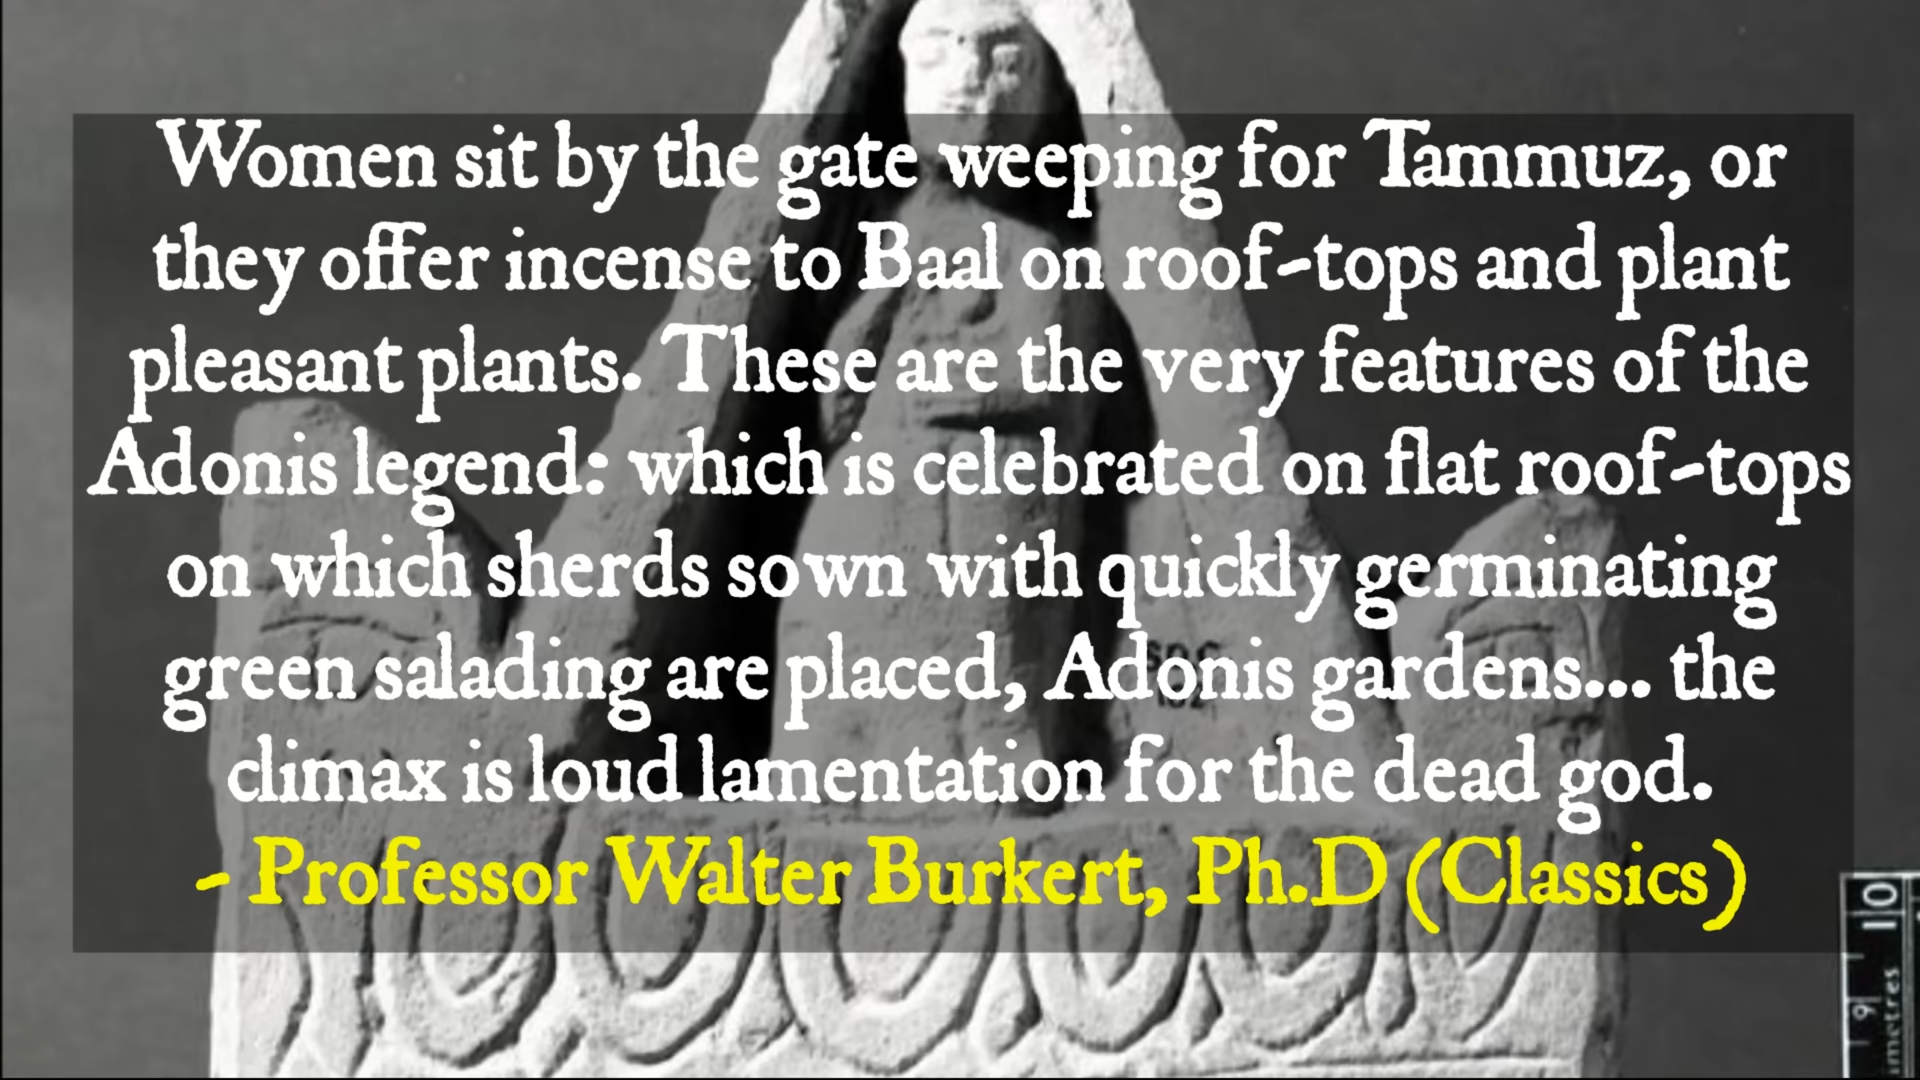 Women sit by the gate weeping for Tammuz, or
they offer incense to Baal on roof-tops and plant
pleasant plants. These are the very features of the
Adonis legend: which is celebrated on flat roof-tops
on which sherds sown with quickly germinating
green salading are placed, Adonis gardens... the
climax is loud lamentation for the dead god.
- Professor Walter Burkert, Ph.D (Classics)
10
9